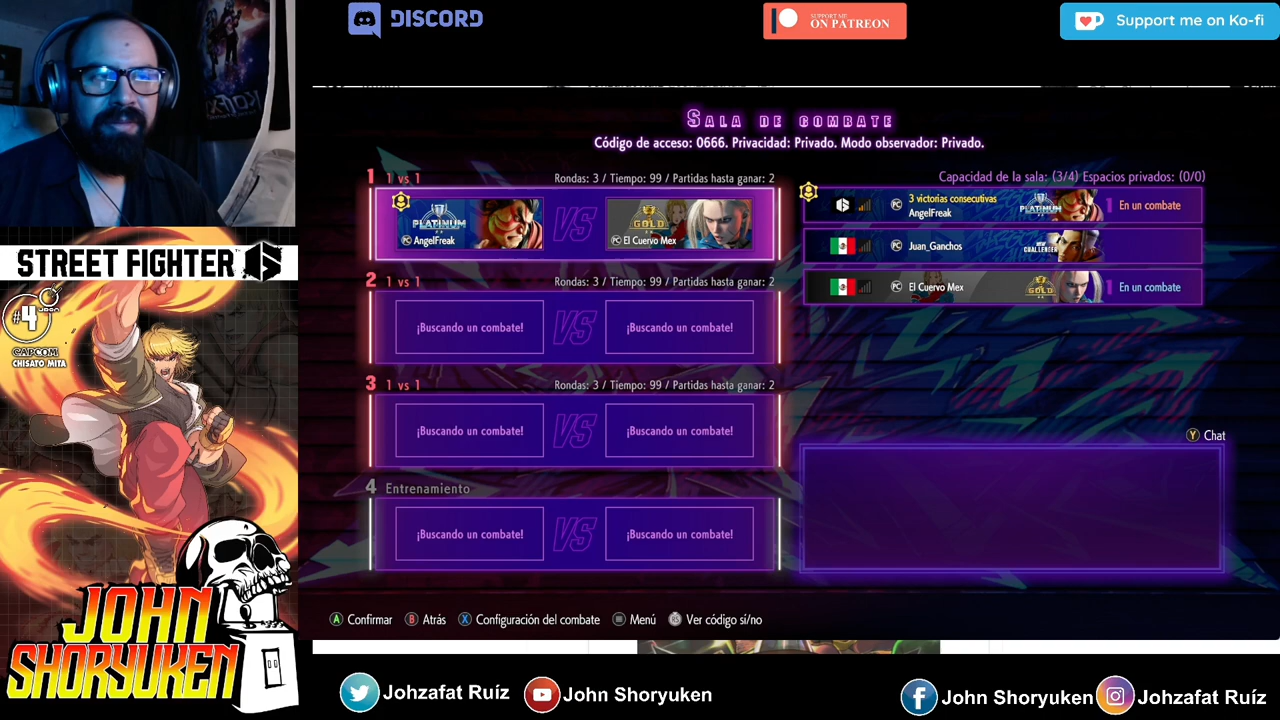 DISCORD
SUPPORT ME
ON PATREON
Support me on Ko-fi
SALA DE COMBATE
Código de acceso: 0666. Privacidad: Privado. Modo observador: Privado.
1 1 vs 1
Rondas: 3 / Tiempo: 99 / Partidas hasta ganar: 2
PLATINUM
AngelFreak
VS
GOLD
El Cuervo Mex
2 1 vs 1
Rondas: 3 / Tiempo: 99 / Partidas hasta ganar: 2
¡Buscando un combate!
VS
¡Buscando un combate!
3 1 vs 1
Rondas: 3 / Tiempo: 99 / Partidas hasta ganar: 2
¡Buscando un combate!
VS
¡Buscando un combate!
4 Entrenamiento
¡Buscando un combate!
VS
¡Buscando un combate!
Capacidad de la sala: (3/4) Espacios privados: (0/0)
3 victorias consecutivas
AngelFreak
PLATINUM
1 En un combate
Juan_Ganchos
NEW
CHALLENGER
El Cuervo Mex
GOLD
1 En un combate
Y Chat
A Confirmar B Atrás X Configuración del combate Menú Ver código sí/no
STREET FIGHTER 6
#4
UDON
CAPCOM
CHISATO MITA
JOHN
SHORYUKEN
Johzafat Ruíz
John Shoryuken
John Shoryuken
Johzafat Ruíz